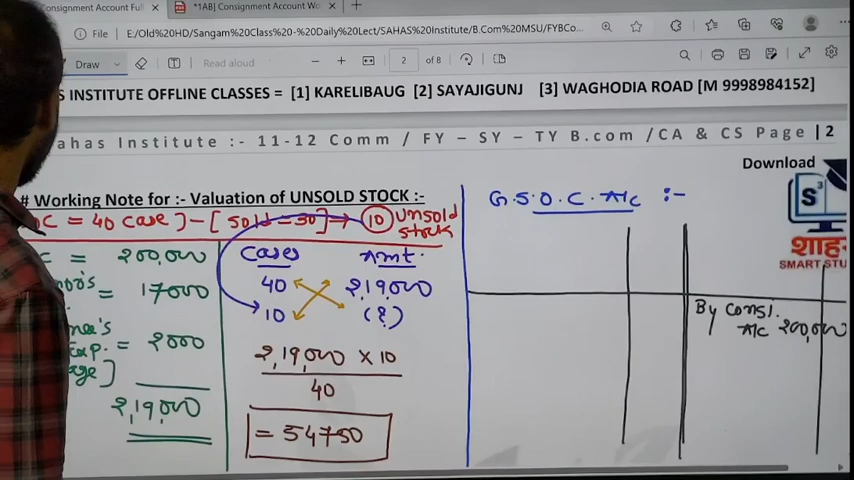 Consignment Account Full
*1AB] Consignment Account Wo
File E:/Old%20HD/Sangam%20Class%20-%20Daily%20Lect/SAHAS%20Institute/B.Com%20MSU/FYBCo...
Draw Read aloud 2 of 8
S INSTITUTE OFFLINE CLASSES = [1] KARELIBAUG [2] SAYAJIGUNJ [3] WAGHODIA ROAD [M 9998984152]
ahas Institute :- 11-12 Comm / FY – SY – TY B.com /CA & CS Page | 2
Download
# Working Note for :- Valuation of UNSOLD STOCK :-
= 40 case] - [Sold = 30] → 10 Unsold
stock
C = 200,000
= 17000
= 2000
Exp.
2,19,000
Cases Amt.
40 2,19,000
10 (?)
2,19,000 × 10
40
= 54750
G.S.O.C. A/c :-
By Consi.
A/c 200,000
S³
શાહ
SMART STU